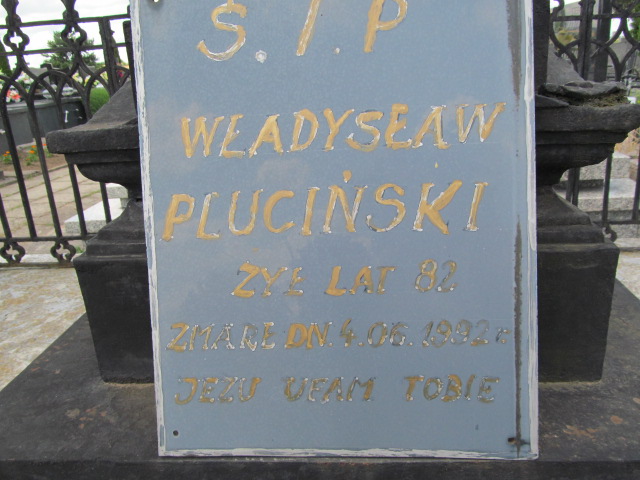 Ś.I.P
WŁADYSŁAW
PLUCIŃSKI
ŻYŁ LAT 82
ZMARŁ DN. 4.06.1992 r
JEZU UFAM TOBIE